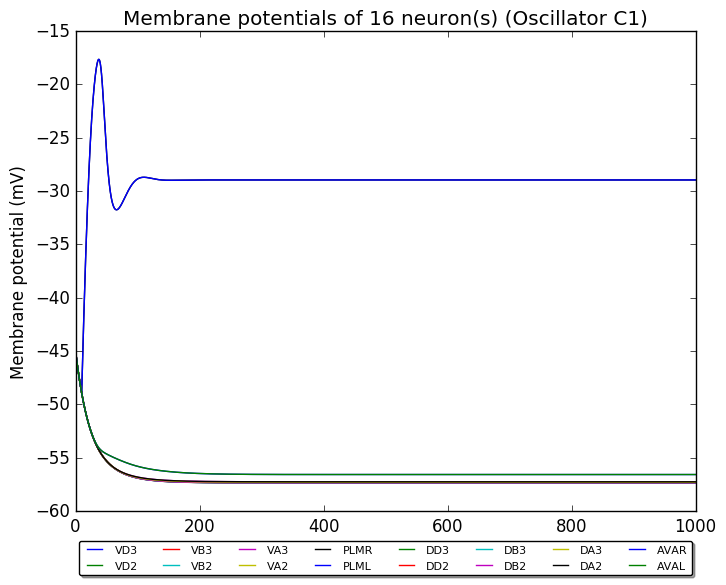 Membrane potentials of 16 neuron(s) (Oscillator C1)
−15
−20
−25
−30
−35
−40
−45
−50
−55
−60
Membrane potential (mV)
0 200 400 600 800 1000
VD3 VB3 VA3 PLMR DD3 DB3 DA3 AVAR
VD2 VB2 VA2 PLML DD2 DB2 DA2 AVAL